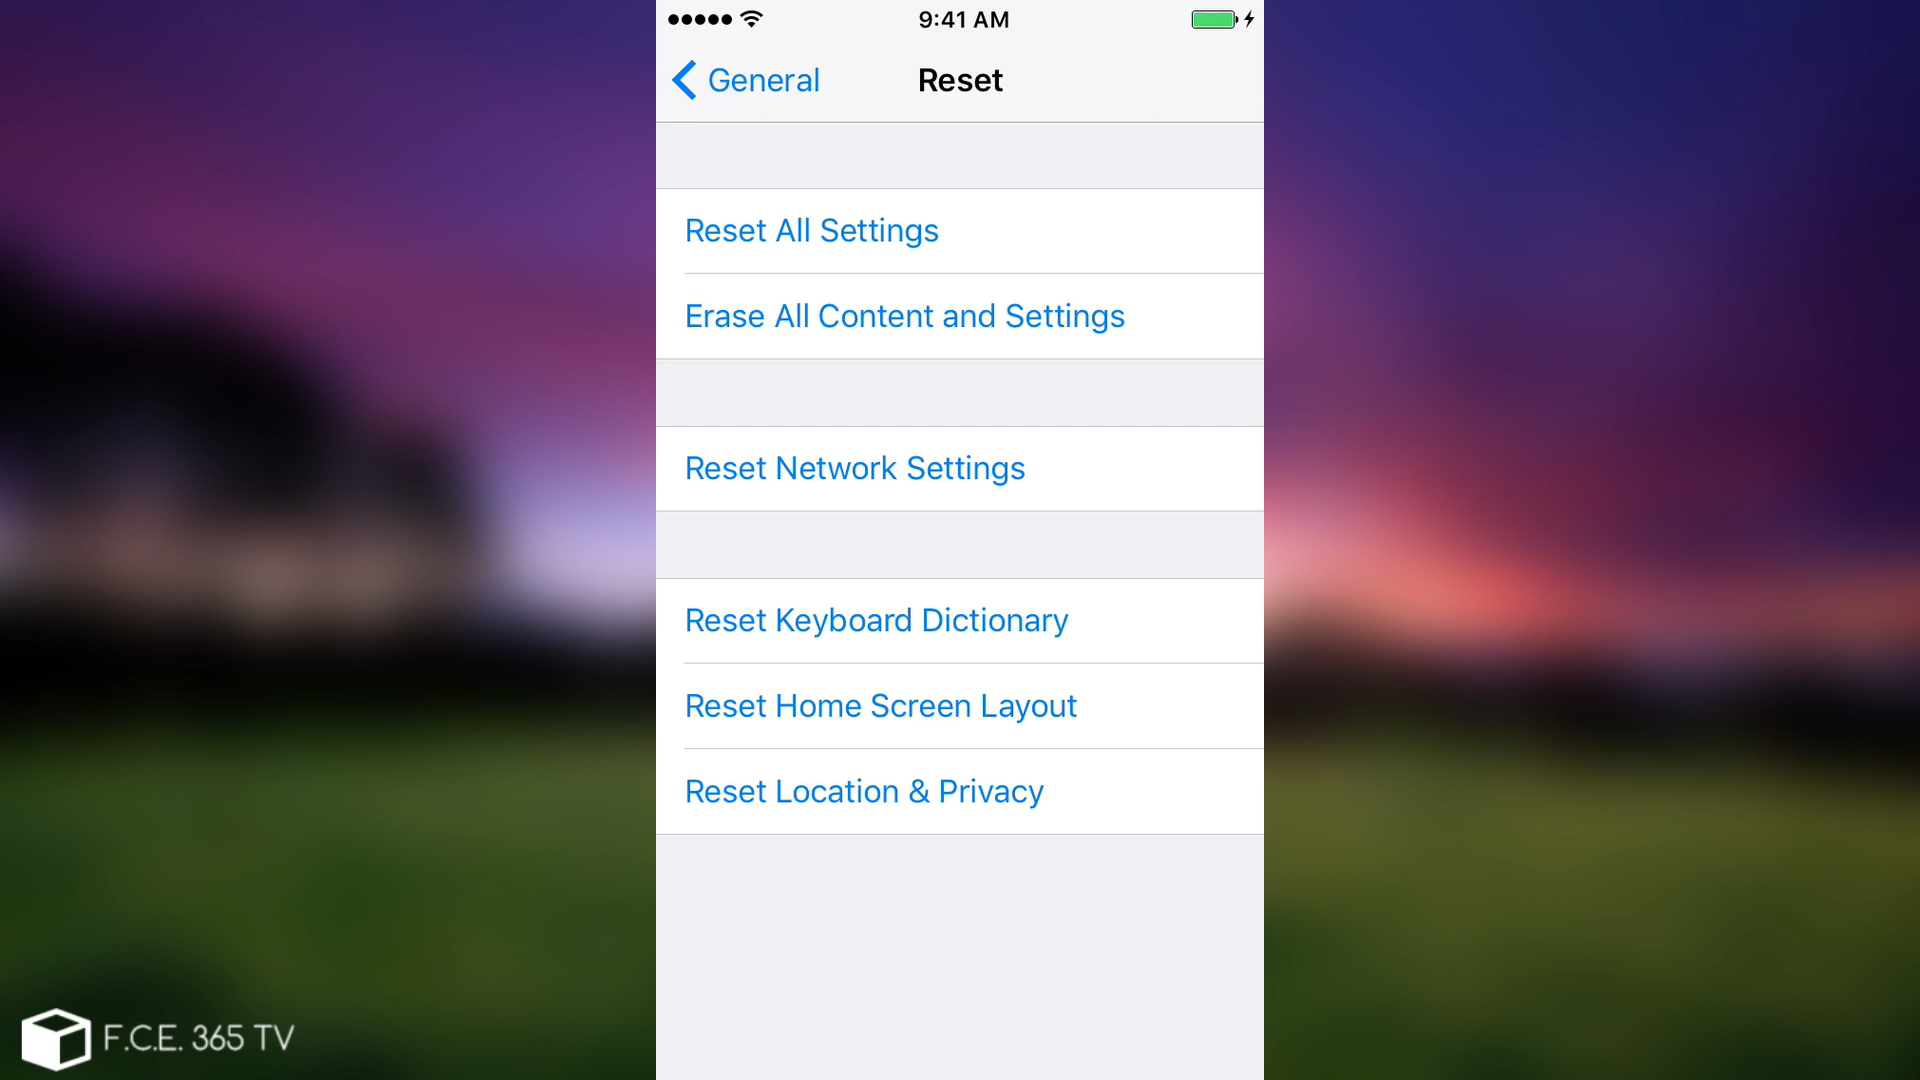 9:41 AM
General
Reset
Reset All Settings
Erase All Content and Settings
Reset Network Settings
Reset Keyboard Dictionary
Reset Home Screen Layout
Reset Location & Privacy
F.C.E. 365 TV